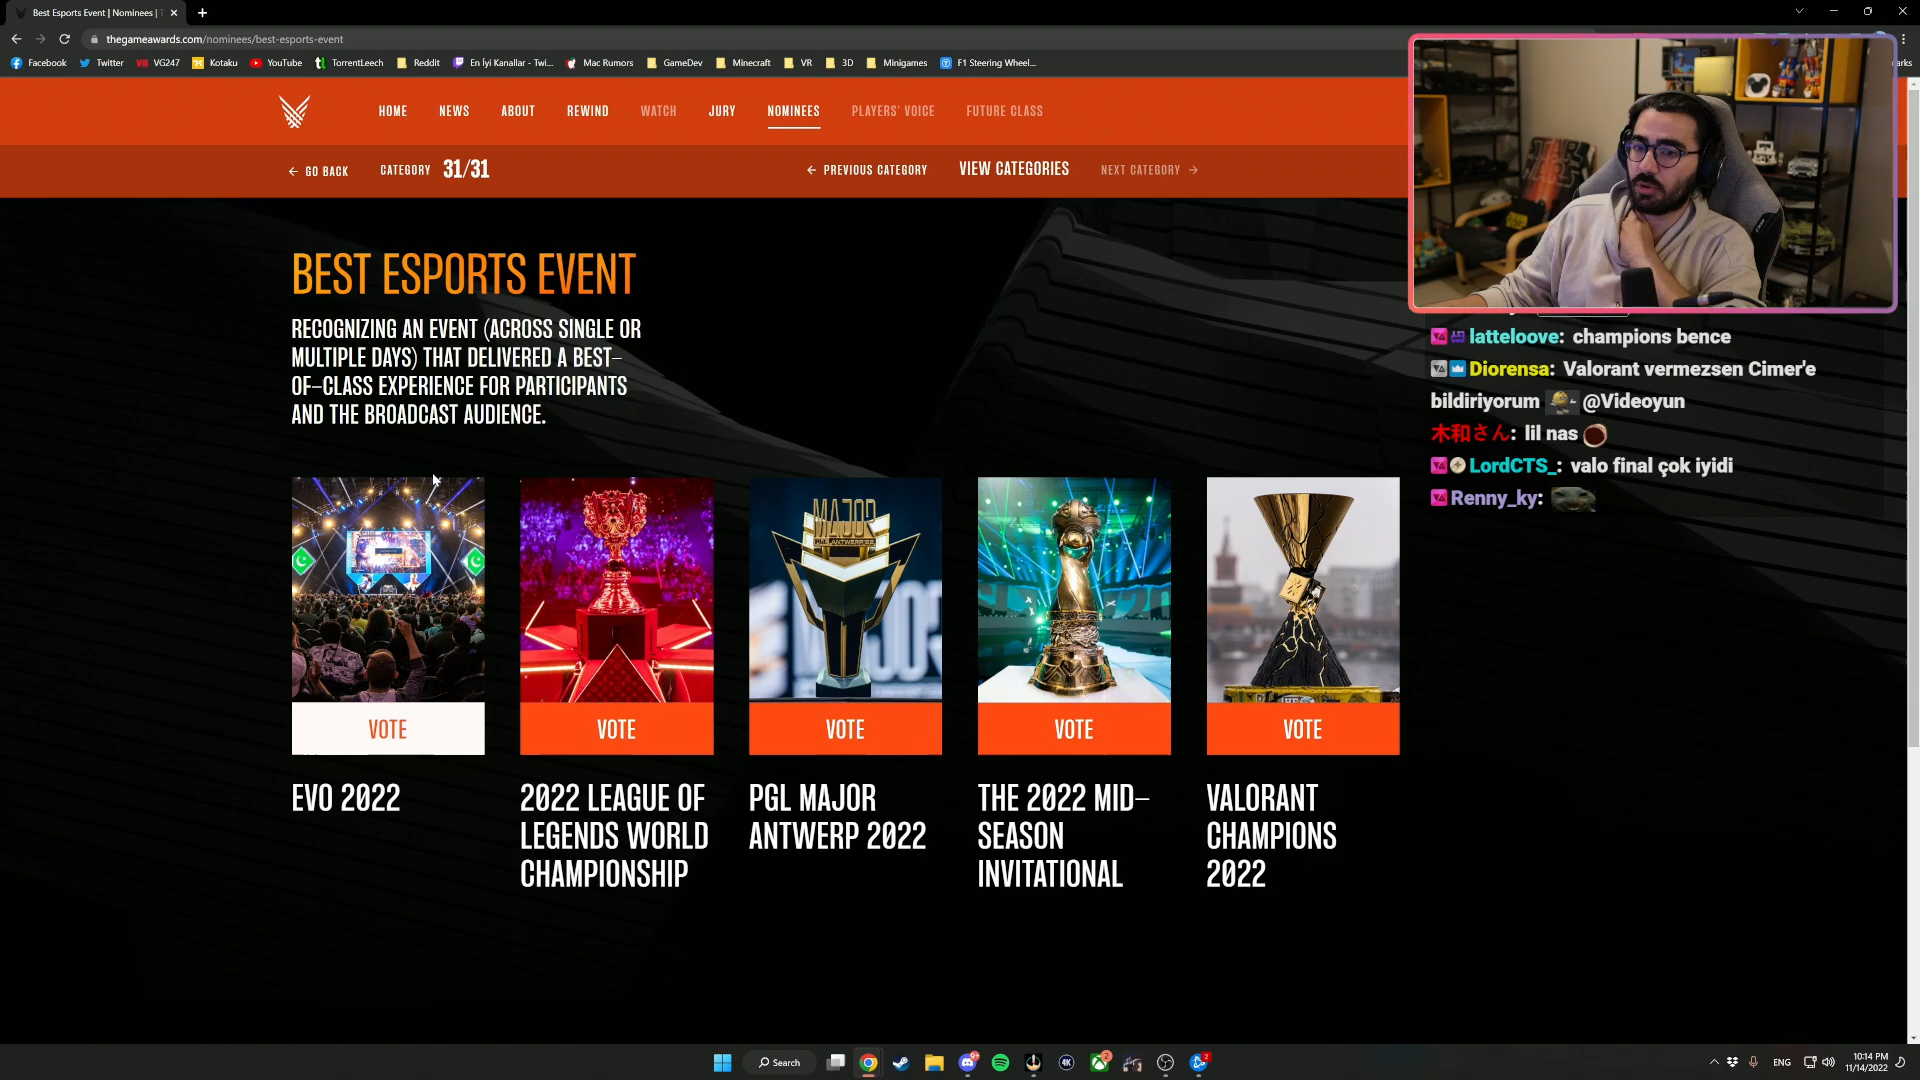 Best Esports Event | Nominees | T
thegameawards.com/nominees/best-esports-event
Facebook Twitter VG247 Kotaku YouTube TorrentLeech Reddit En İyi Kanallar - Twi... Mac Rumors GameDev Minecraft VR 3D Minigames F1 Steering Wheel...
HOME NEWS ABOUT REWIND WATCH JURY NOMINEES PLAYERS' VOICE FUTURE CLASS
← GO BACK CATEGORY 31/31 ← PREVIOUS CATEGORY VIEW CATEGORIES NEXT CATEGORY →
BEST ESPORTS EVENT
RECOGNIZING AN EVENT (ACROSS SINGLE OR
MULTIPLE DAYS) THAT DELIVERED A BEST-
OF-CLASS EXPERIENCE FOR PARTICIPANTS
AND THE BROADCAST AUDIENCE.
latteloove: champions bence
Diorensa: Valorant vermezsen Cimer'e
bildiriyorum @Videoyun
木和さん: lil nas
LordCTS_: valo final çok iyidi
Renny_ky:
MAJOR
PGL ANTWERP 2022
VOTE VOTE VOTE VOTE VOTE
EVO 2022
2022 LEAGUE OF
LEGENDS WORLD
CHAMPIONSHIP
PGL MAJOR
ANTWERP 2022
THE 2022 MID-
SEASON
INVITATIONAL
VALORANT
CHAMPIONS
2022
Search
ENG
10:14 PM
11/14/2022